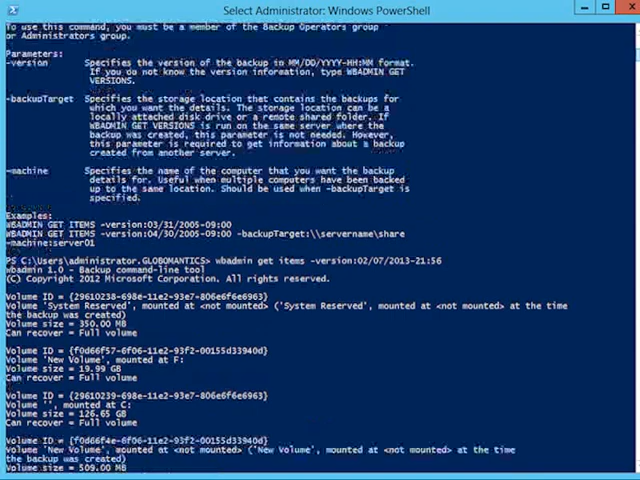 Select Administrator: Windows PowerShell
To use this command, you must be a member of the Backup Operators group
or Administrators group.
Parameters:
-version Specifies the version of the backup in MM/DD/YYYY-HH:MM format.
If you do not know the version information, type WBADMIN GET
VERSIONS.
-backupTarget Specifies the storage location that contains the backups for
which you want the details. The storage location can be a
locally attached disk drive or a remote shared folder. If
WBADMIN GET VERSIONS is run on the same server where the
backup was created, this parameter is not needed. However,
this parameter is required to get information about a backup
created from another server.
-machine Specifies the name of the computer that you want the backup
details for. Useful when multiple computers have been backed
up to the same location. Should be used when -backupTarget is
specified.
Examples:
WBADMIN GET ITEMS -version:03/31/2005-09:00
WBADMIN GET ITEMS -version:04/30/2005-09:00 -backupTarget:\\servername\share
-machine:server01
PS C:\Users\administrator.GLOBOMANTICS> wbadmin get items -version:02/07/2013-21:56
wbadmin 1.0 - Backup command-line tool
(C) Copyright 2012 Microsoft Corporation. All rights reserved.
Volume ID = {29610238-698e-11e2-93e7-806e6f6e6963}
Volume 'System Reserved', mounted at <not mounted> ('System Reserved', mounted at <not mounted> at the time
the backup was created)
Volume size = 350.00 MB
Can recover = Full volume
Volume ID = {f0d66f57-6f06-11e2-93f2-00155d33940d}
Volume 'New Volume', mounted at F:
Volume size = 19.99 GB
Can recover = Full volume
Volume ID = {29610239-698e-11e2-93e7-806e6f6e6963}
Volume '', mounted at C:
Volume size = 126.65 GB
Can recover = Full volume
Volume ID = {f0d66f4e-6f06-11e2-93f2-00155d33940d}
Volume 'New Volume', mounted at <not mounted> ('New Volume', mounted at <not mounted> at the time
the backup was created)
Volume size = 509.00 MB